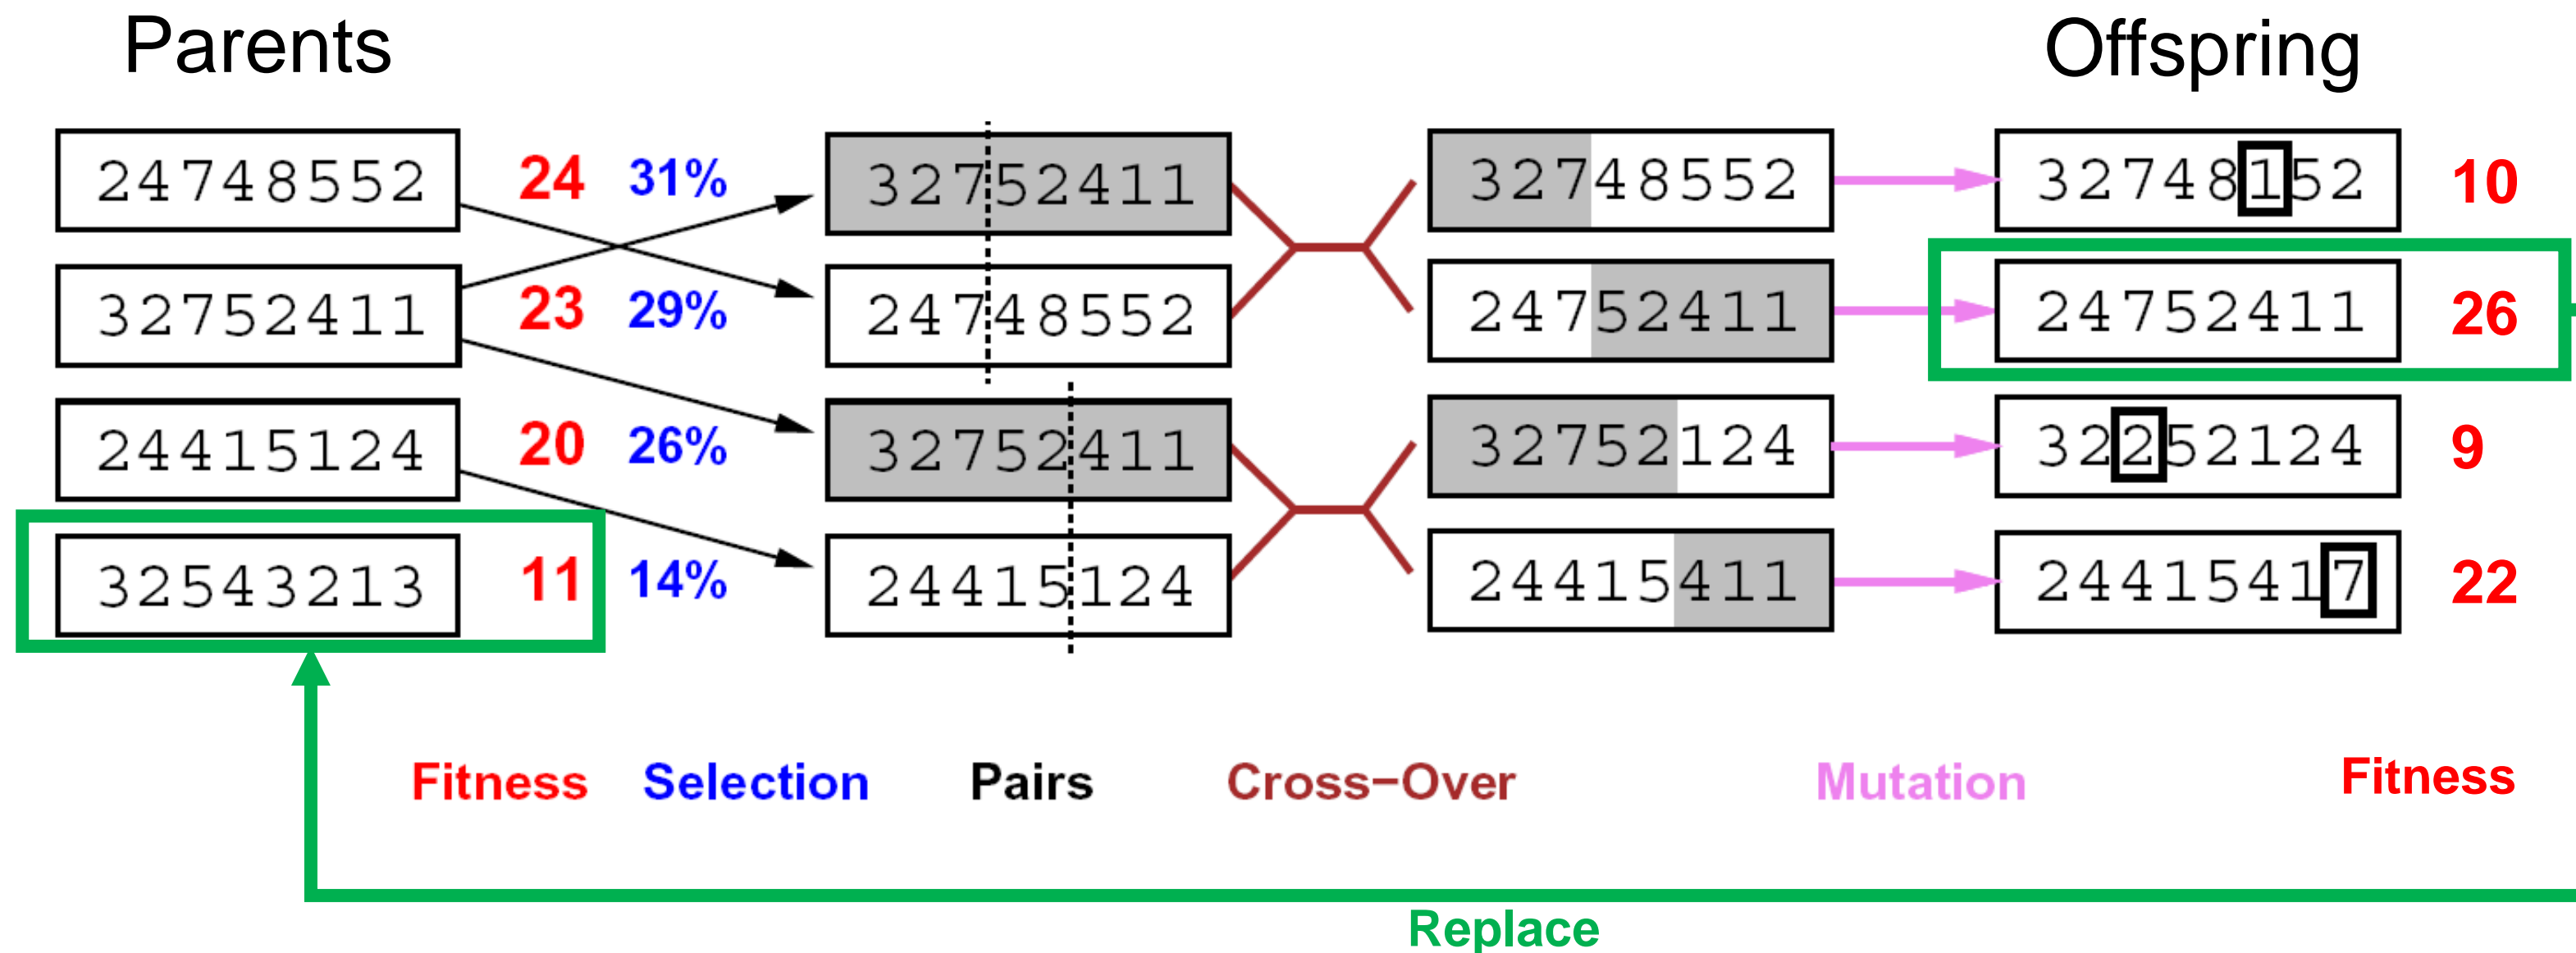 Parents Offspring
24748552 24 31% 32752411 32748552 32748152 10
32752411 23 29% 24748552 24752411 24752411 26
24415124 20 26% 32752411 32752124 32252124 9
32543213 11 14% 24415124 24415411 24415417 22
Fitness Selection Pairs Cross−Over Mutation Fitness
Replace